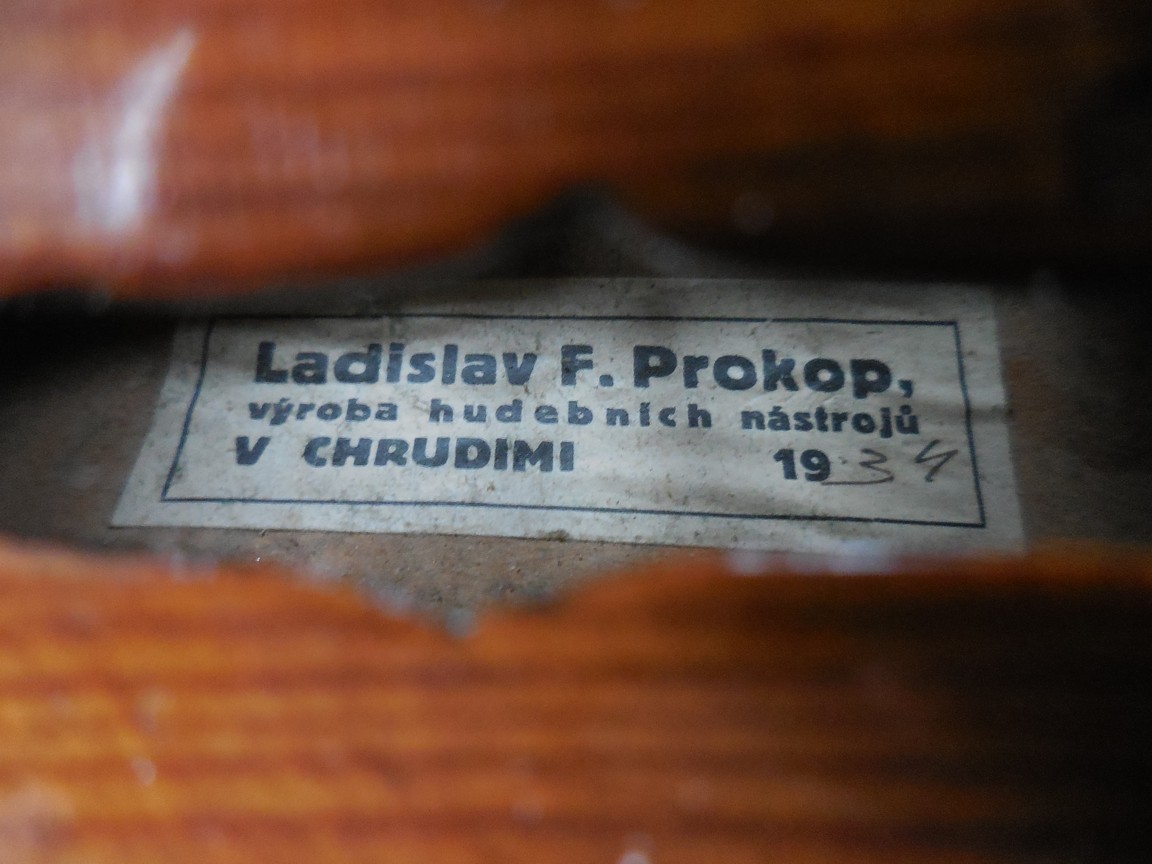 Ladislav F. Prokop,
výroba hudebních nástrojů
V CHRUDIMI 1934